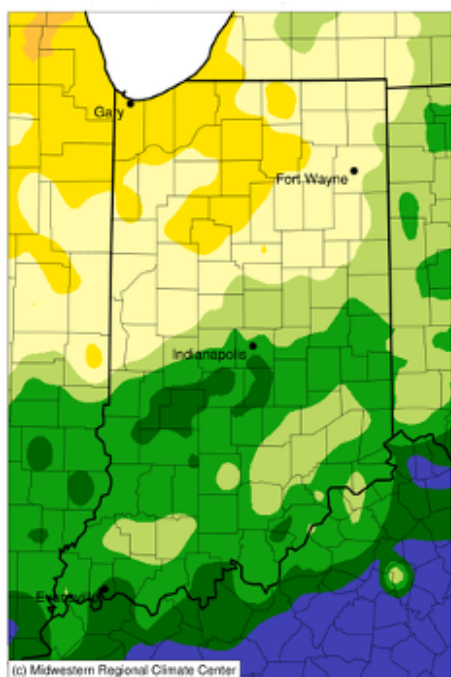 Gary
Fort Wayne
Indianapolis
Evansville
(c) Midwestern Regional Climate Center